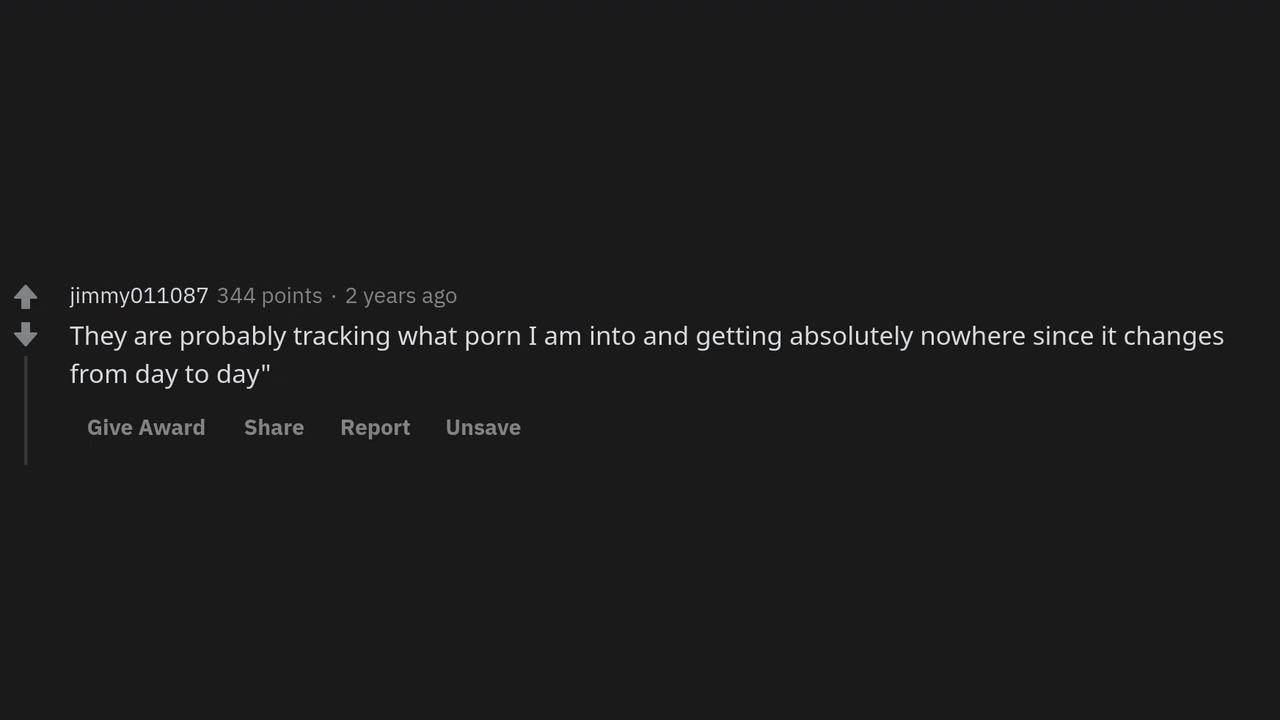 jimmy011087 344 points · 2 years ago
They are probably tracking what porn I am into and getting absolutely nowhere since it changes
from day to day"
Give Award Share Report Unsave